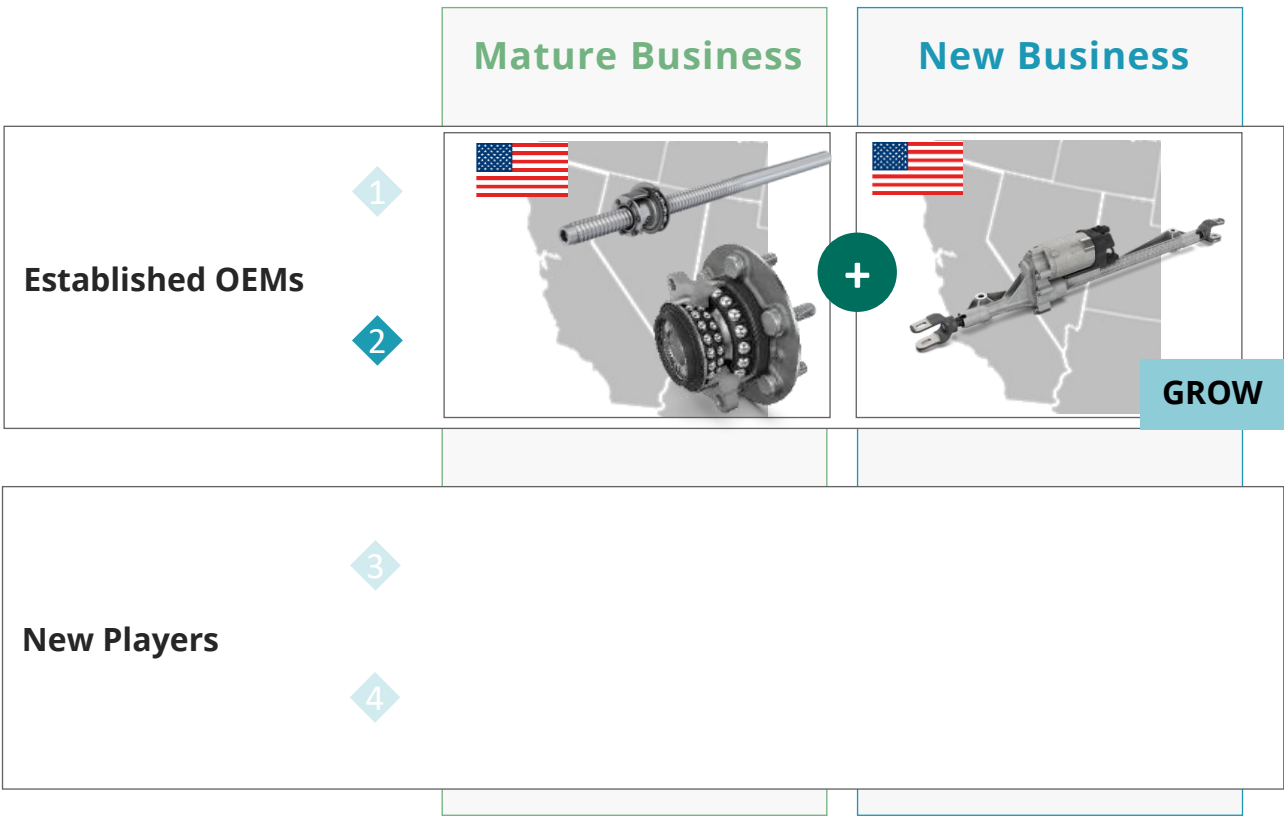 Mature Business
New Business
1
Established OEMs
2
+
GROW
3
New Players
4